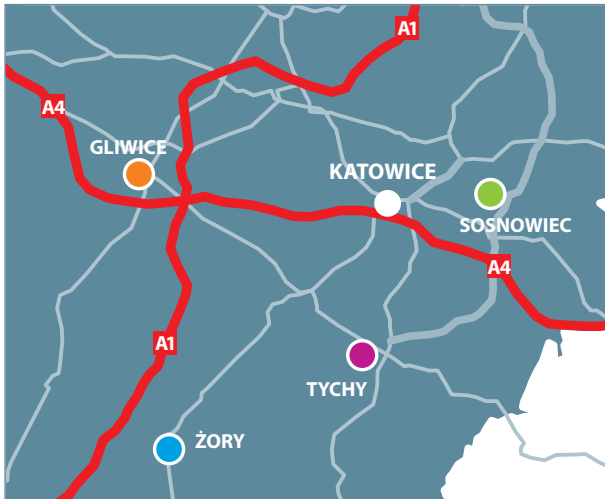 A1
A4
GLIWICE
KATOWICE
SOSNOWIEC
A4
A1
TYCHY
ŻORY